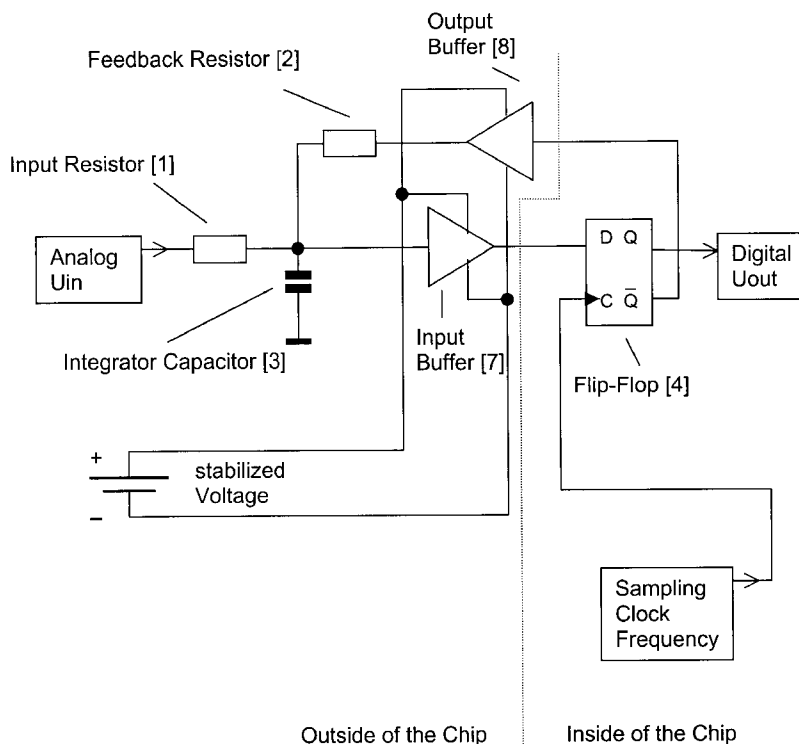 Output
Buffer [8]
Feedback Resistor [2]
Input Resistor [1]
Analog
Uin
D Q
C Q̅
Digital
Uout
Integrator Capacitor [3]
Input
Buffer [7]
Flip-Flop [4]
+
stabilized
Voltage
–
Sampling
Clock
Frequency
Outside of the Chip
Inside of the Chip